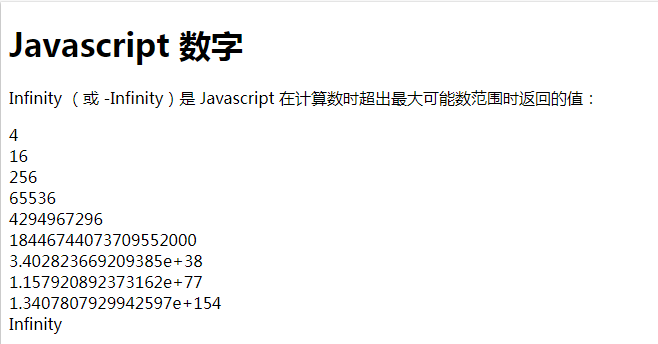 Javascript 数字
Infinity （或 -Infinity）是 Javascript 在计算数时超出最大可能数范围时返回的值：
4
16
256
65536
4294967296
18446744073709552000
3.402823669209385e+38
1.157920892373162e+77
1.3407807929942597e+154
Infinity